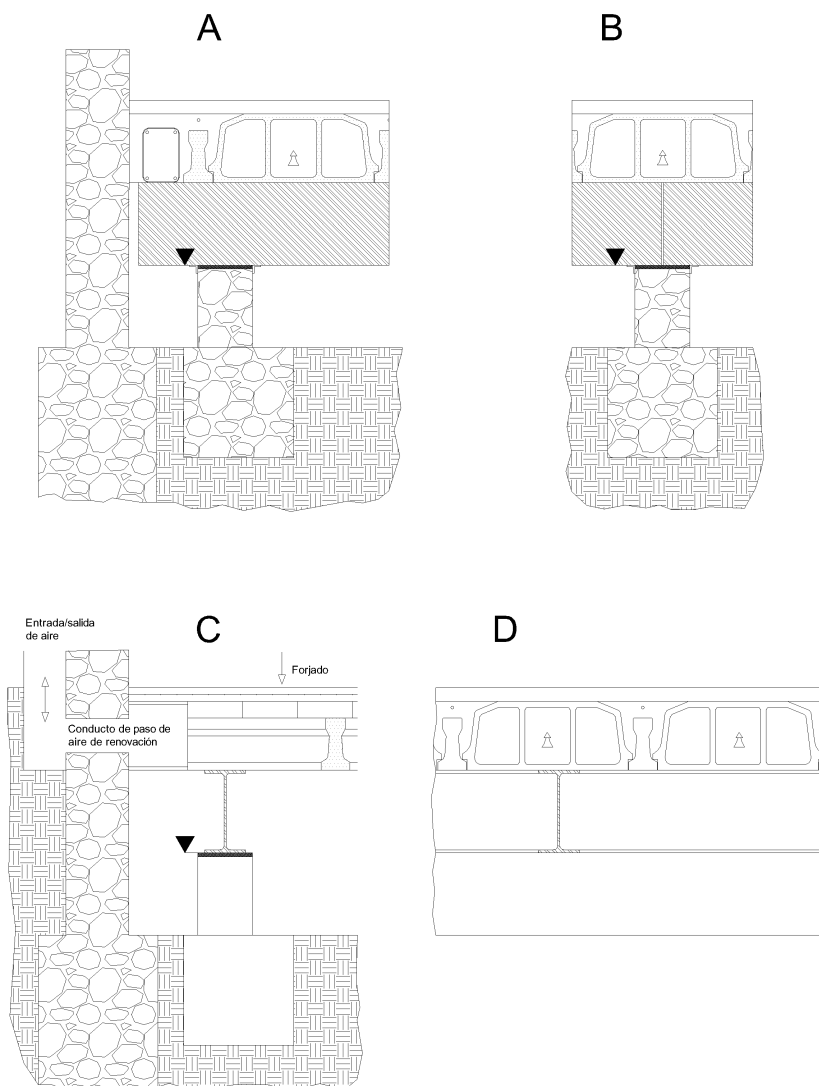 A
B
Entrada/salida
de aire
C
D
Forjado
Conducto de paso de
aire de renovación